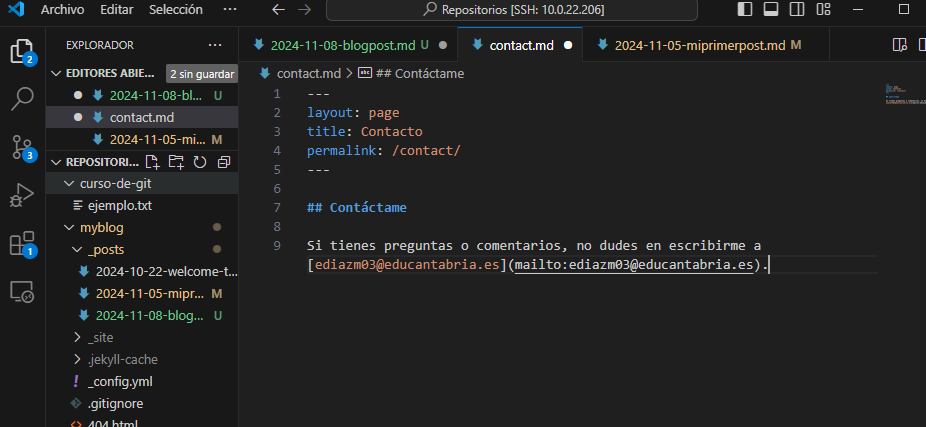 Archivo Editar Selección ··· Repositorios [SSH: 10.0.22.206]
EXPLORADOR ···
EDITORES ABIE... 2 sin guardar
2024-11-08-bl... U
contact.md
2024-11-05-mi... M
REPOSITORI...
curso-de-git
ejemplo.txt
myblog
_posts
2024-10-22-welcome-t...
2024-11-05-mipr... M
2024-11-08-blog... U
_site
.jekyll-cache
_config.yml
.gitignore
404.html
2
3
1
2024-11-08-blogpost.md U contact.md 2024-11-05-miprimerpost.md M
contact.md > abc ## Contáctame
1 ---
2 layout: page
3 title: Contacto
4 permalink: /contact/
5 ---
6
7 ## Contáctame
8
9 Si tienes preguntas o comentarios, no dudes en escribirme a
[ediazm03@educantabria.es](mailto:ediazm03@educantabria.es).